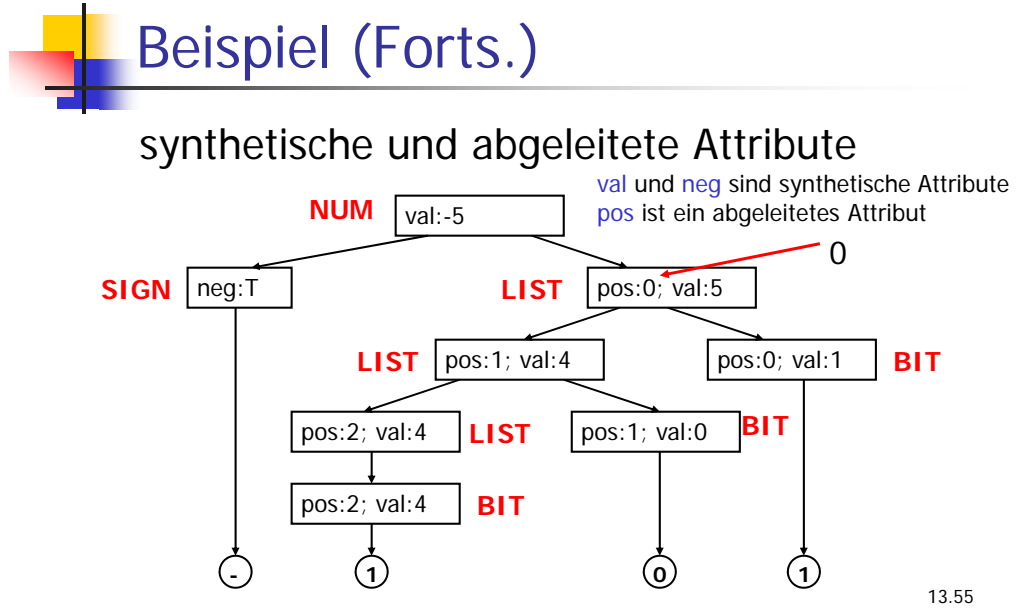 Beispiel (Forts.)
synthetische und abgeleitete Attribute
val und neg sind synthetische Attribute
pos ist ein abgeleitetes Attribut
NUM val:-5
0
SIGN neg:T LIST pos:0; val:5
LIST pos:1; val:4 pos:0; val:1 BIT
pos:2; val:4 LIST pos:1; val:0 BIT
pos:2; val:4 BIT
- 1 0 1
13.55